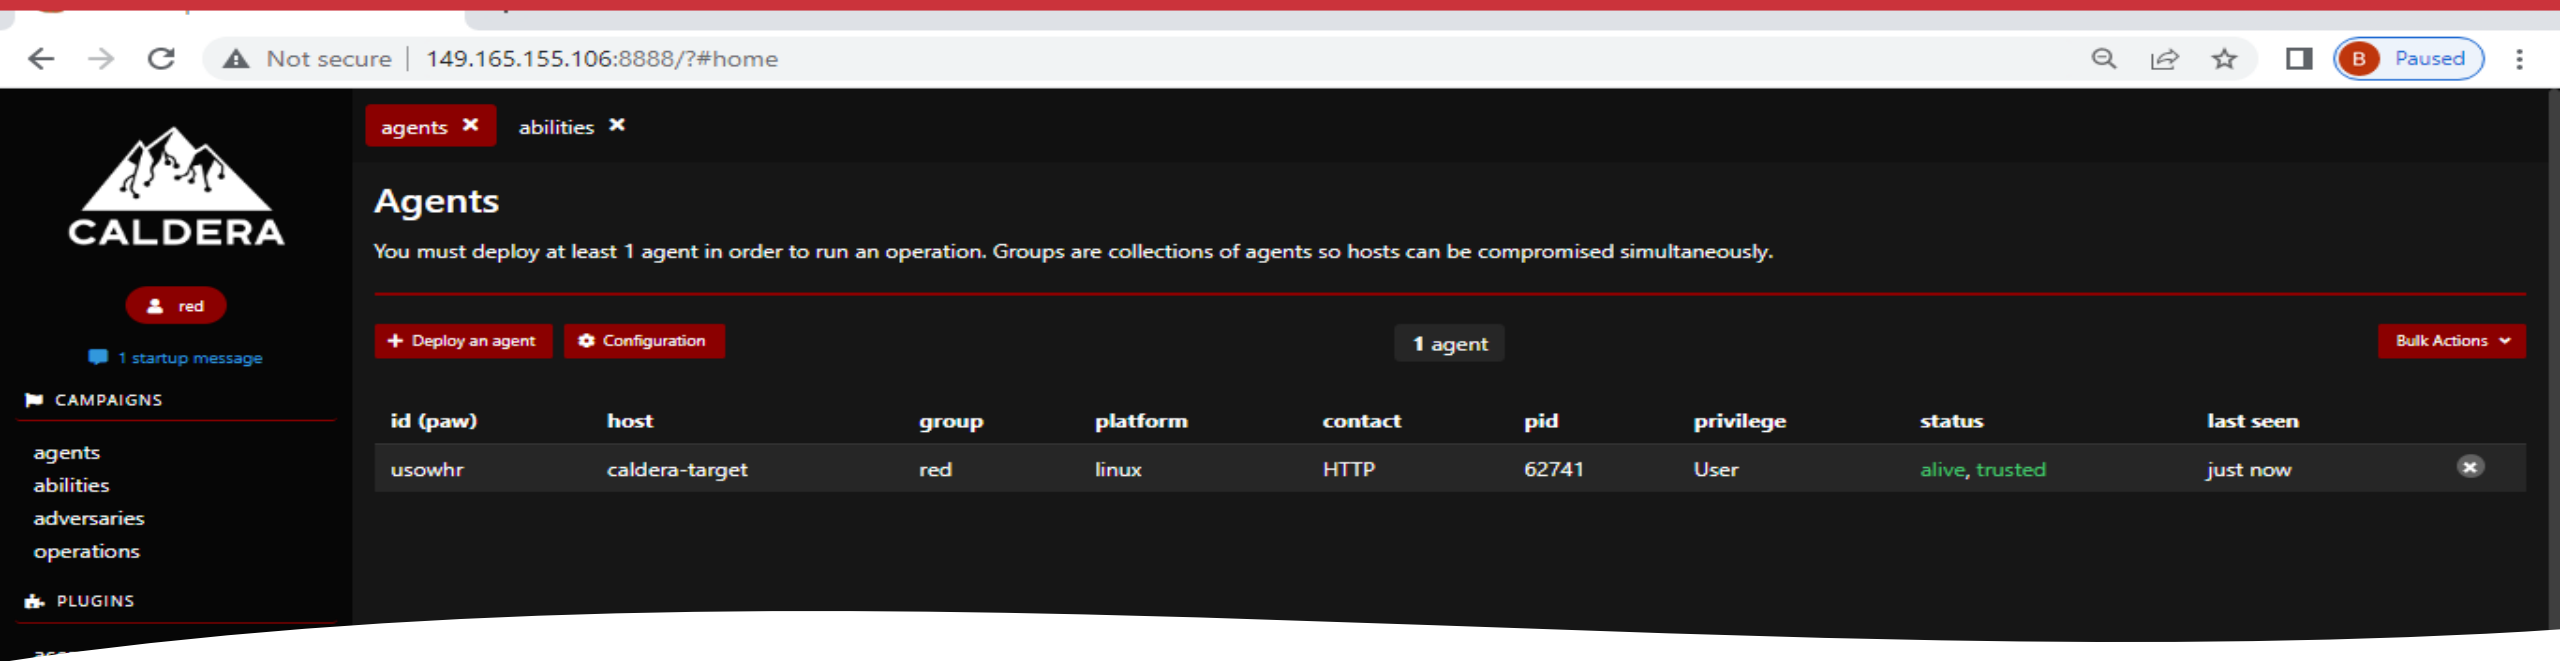 Not secure | 149.165.155.106:8888/?#home
B Paused
agents abilities
CALDERA
red
1 startup message
CAMPAIGNS
agents
abilities
adversaries
operations
PLUGINS
Agents
You must deploy at least 1 agent in order to run an operation. Groups are collections of agents so hosts can be compromised simultaneously.
+ Deploy an agent Configuration 1 agent Bulk Actions
id (paw) host group platform contact pid privilege status last seen
usowhr caldera-target red linux HTTP 62741 User alive, trusted just now